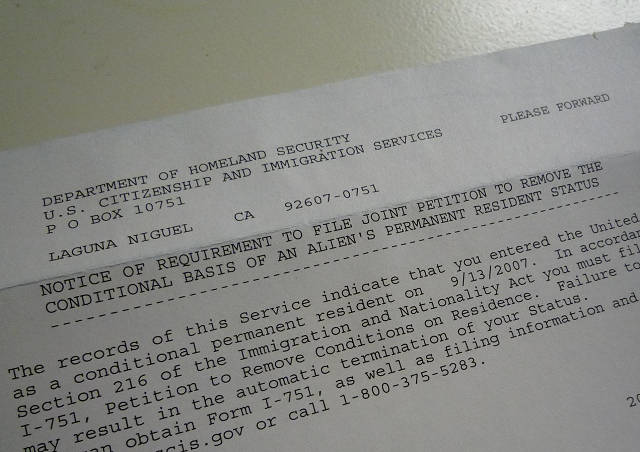 PLEASE FORWARD
DEPARTMENT OF HOMELAND SECURITY
U.S. CITIZENSHIP AND IMMIGRATION SERVICES
P O BOX 10751
LAGUNA NIGUEL CA 92607-0751
NOTICE OF REQUIREMENT TO FILE JOINT PETITION TO REMOVE THE
CONDITIONAL BASIS OF AN ALIEN'S PERMANENT RESIDENT STATUS
The records of this Service indicate that you entered the United
as a conditional permanent resident on 9/13/2007. In accordan
Section 216 of the Immigration and Nationality Act you must fil
I-751, Petition to Remove Conditions on Residence. Failure to
may result in the automatic termination of your Status.
an obtain Form I-751, as well as filing information and
cis.gov or call 1-800-375-5283.
20